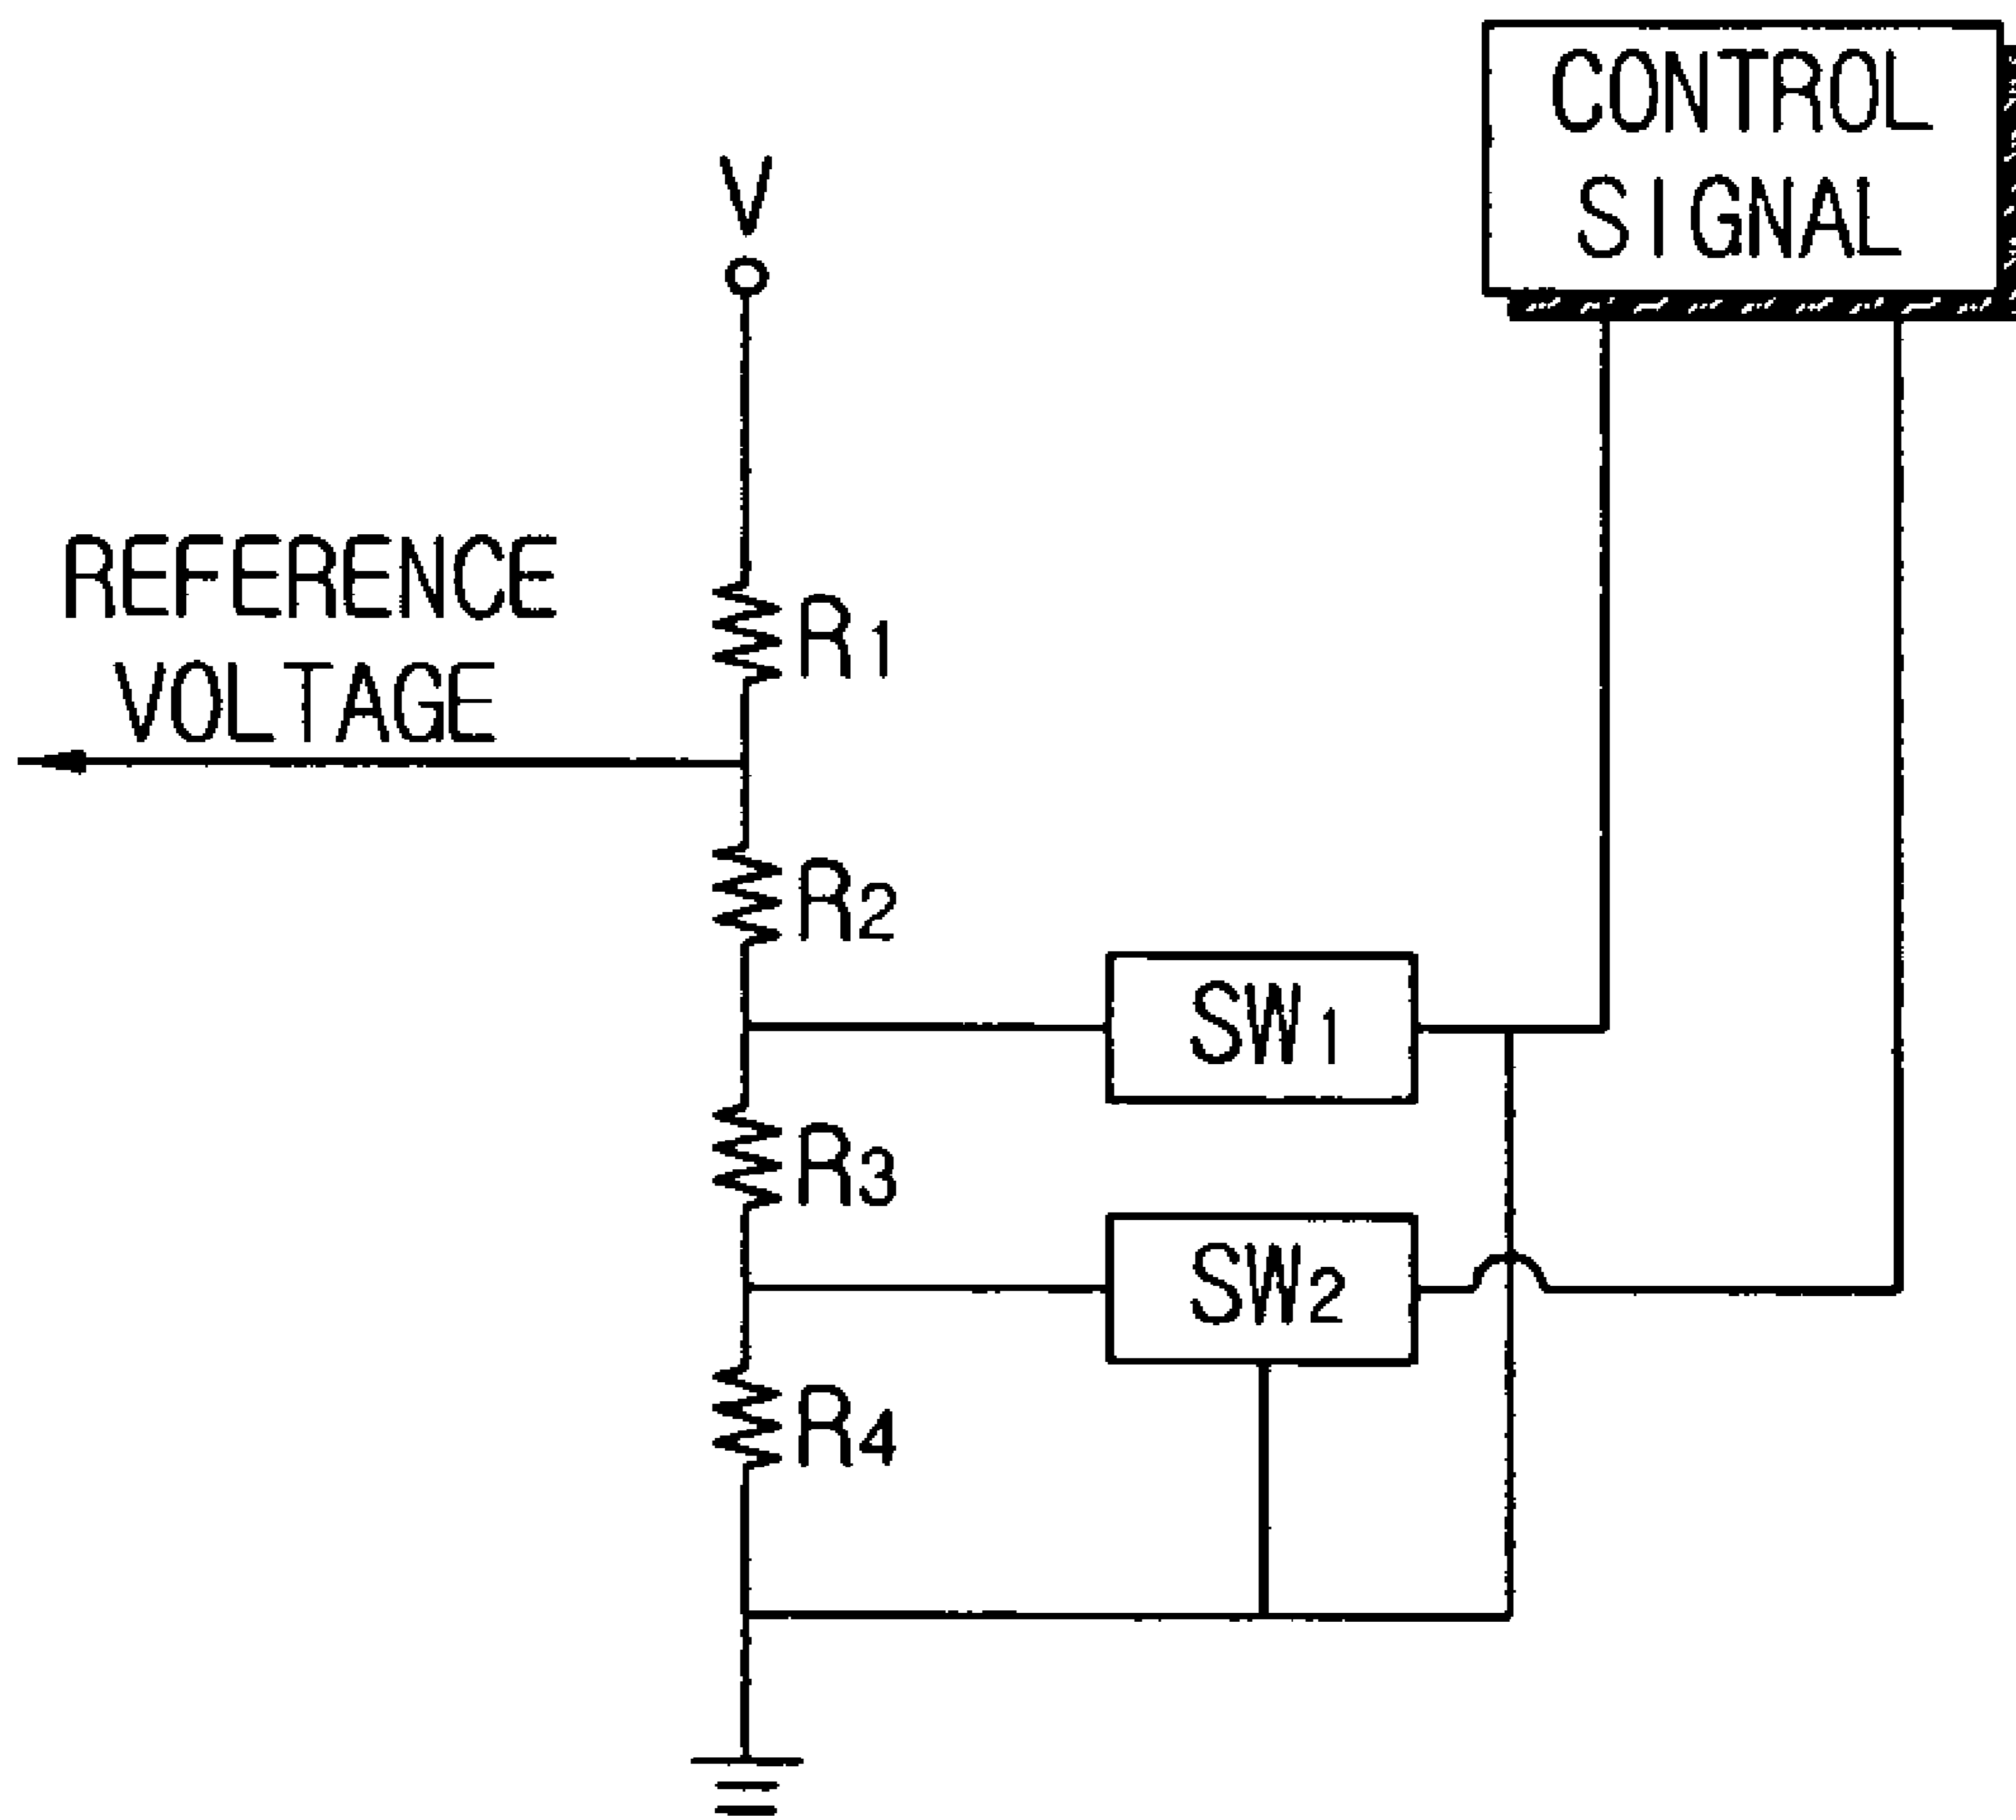 CONTROL
SIGNAL
V
REFERENCE
VOLTAGE
R1
R2
SW1
R3
SW2
R4